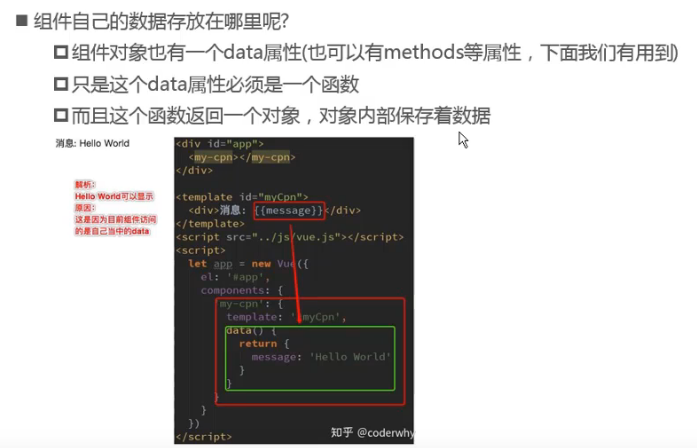 组件自己的数据存放在哪里呢?
组件对象也有一个data属性(也可以有methods等属性，下面我们有用到)
只是这个data属性必须是一个函数
而且这个函数返回一个对象，对象内部保存着数据
消息: Hello World
解析:
Hello World可以显示
原因:
这是因为目前组件访问
的是自己当中的data
<div id="app">
<my-cpn></my-cpn>
</div>
<template id="myCpn">
<div>消息: {{message}}</div>
</template>
<script src="../js/vue.js"></script>
<script>
let app = new Vue({
el: '#app',
components: {
'my-cpn': {
template: '#myCpn',
data() {
return {
message: 'Hello World'
}
}
}
}
})
</script>
知乎 @coderwhy